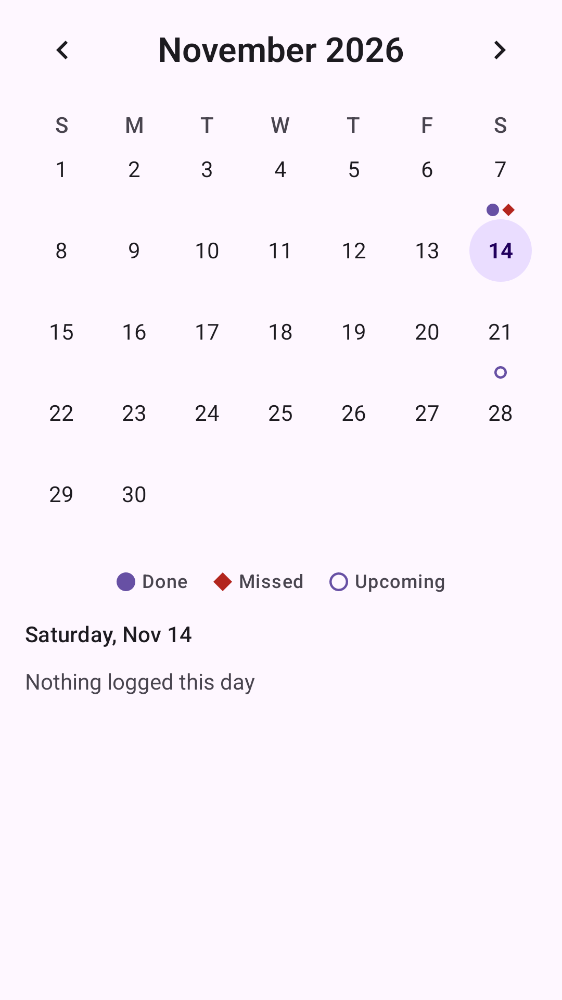 November 2026
S M T W T F S
1 2 3 4 5 6 7
8 9 10 11 12 13 14
15 16 17 18 19 20 21
22 23 24 25 26 27 28
29 30
Done Missed Upcoming
Saturday, Nov 14
Nothing logged this day